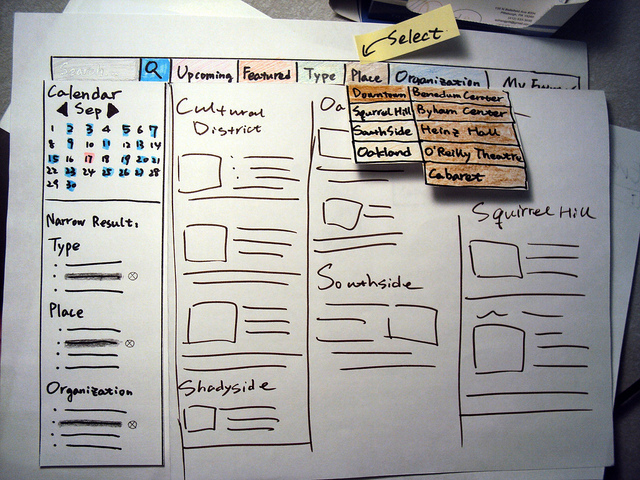 Select
Search
Upcoming
Featured
Type
Place
Organization
My
Calendar
Sep
1 2 3 4 5 6 7
8 9 10 11 12 13 14
15 16 17 18 19 20 21
22 23 24 25 26 27 28
29 30
Narrow Results
Type
Place
Organization
Downtown
Squrrel Hill
Southside
Oakland
Benedum Center
Byham Center
Heinz Hall
O'Reilly Theatre
Cabaret
Cultural
District
Shadyside
Oa
Southside
Squirrel Hill